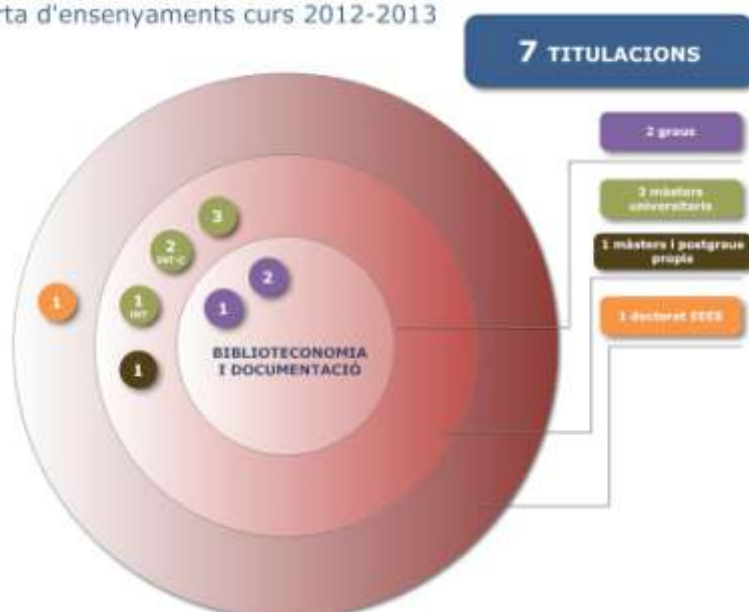 rta d'ensenyaments curs 2012-2013
7 TITULACIONS
2 graus
3 màsters
universitaris
1 màsters i postgraus
propis
1 doctorat EEES
3
2
INT-C
1
INT
1
1
2
1
BIBLIOTECONOMIA
I DOCUMENTACIÓ